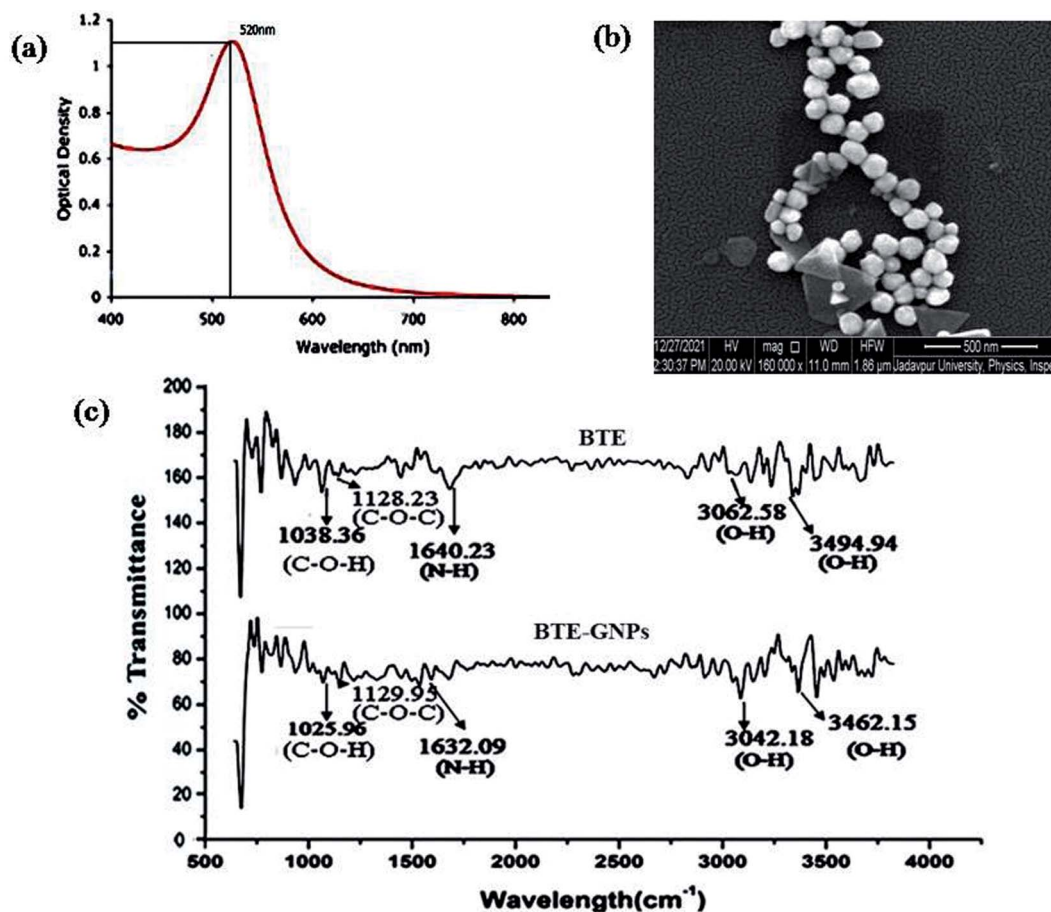 (a)
520nm
1.2
1
0.8
0.6
0.4
0.2
0
Optical Density
400 500 600 700 800
Wavelength (nm)
(b)
12/27/2021 HV mag □ WD HFW 500 nm
2:30:37 PM 20.00 kV 160 000 x 11.0 mm 1.86 µm Jadavpur University, Physics, Inspe
(c)
200
180
160
140
120
100
80
60
40
20
0
% Transmittance
BTE
1128.23
(C-O-C)
1038.36
(C-O-H)
1640.23
(N-H)
3062.58
(O-H)
3494.94
(O-H)
BTE-GNPs
1129.95
(C-O-C)
1025.96
(C-O-H)
1632.09
(N-H)
3042.18
(O-H)
3462.15
(O-H)
500 1000 1500 2000 2500 3000 3500 4000
Wavelength(cm⁻¹)